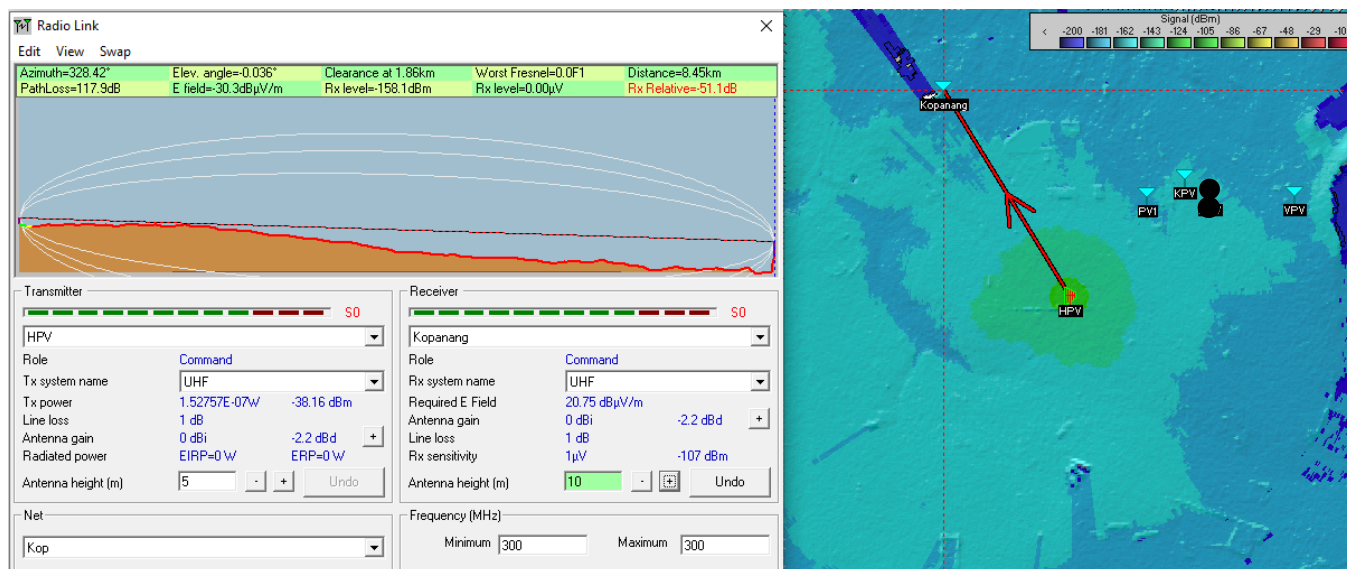 Radio Link
Edit View Swap
Azimuth=328.42° Elev. angle=-0.036° Clearance at 1.86km Worst Fresnel=0.0F1 Distance=8.45km
PathLoss=117.9dB E field=-30.3dBµV/m Rx level=-158.1dBm Rx level=0.00µV Rx Relative=-51.1dB
Transmitter
S0
HPV
Role Command
Tx system name UHF
Tx power 1.52757E-07W -38.16 dBm
Line loss 1 dB
Antenna gain 0 dBi -2.2 dBd +
Radiated power EIRP=0 W ERP=0 W
Antenna height (m) 5 - + Undo
Net
Kop
Receiver
S0
Kopanang
Role Command
Rx system name UHF
Required E Field 20.75 dBµV/m
Antenna gain 0 dBi -2.2 dBd +
Line loss 1 dB
Rx sensitivity 1µV -107 dBm
Antenna height (m) 10 - + Undo
Frequency (MHz)
Minimum 300 Maximum 300
Signal (dBm)
< -200 -181 -162 -143 -124 -105 -86 -67 -48 -29 -10
Kopanang
KPV
PV1
VPV
HPV